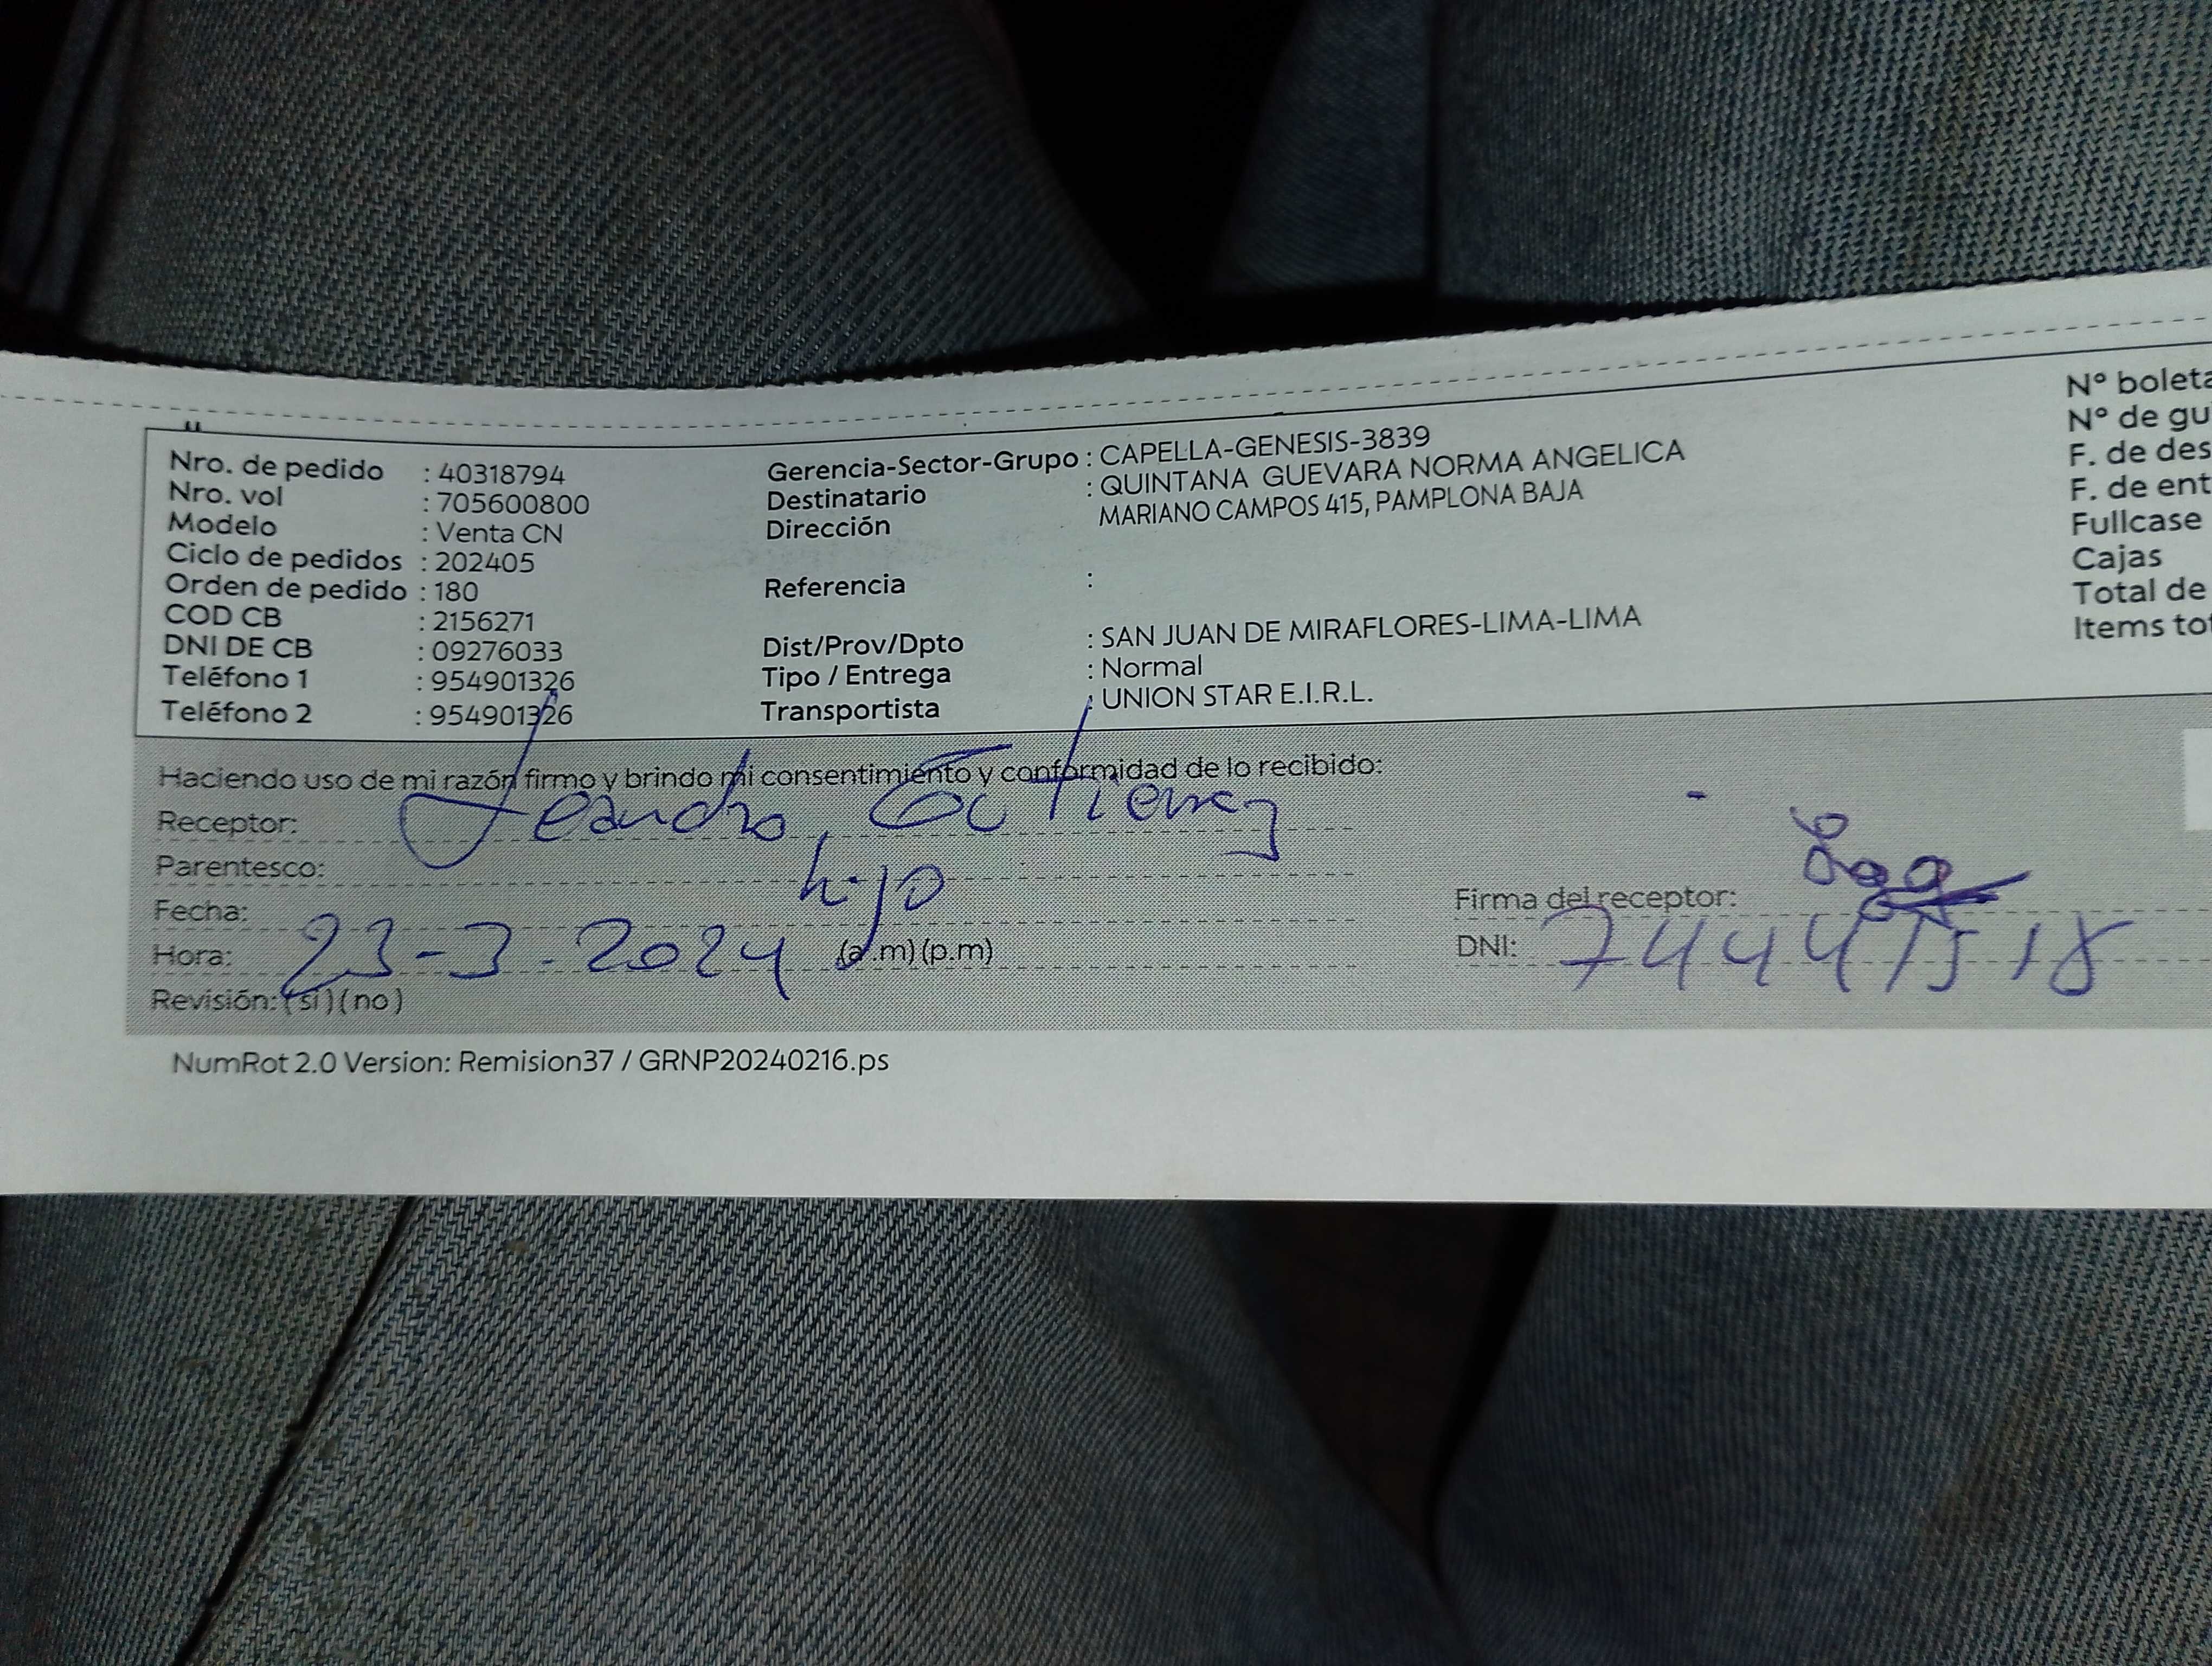 Nro. de pedido : 40318794
Nro. vol : 705600800
Modelo : Venta CN
Ciclo de pedidos : 202405
Orden de pedido : 180
COD CB : 2156271
DNI DE CB : 09276033
Teléfono 1 : 954901326
Teléfono 2 : 954901326
Gerencia-Sector-Grupo : CAPELLA-GENESIS-3839
Destinatario : QUINTANA GUEVARA NORMA ANGELICA
Dirección MARIANO CAMPOS 415, PAMPLONA BAJA
Referencia :
Dist/Prov/Dpto : SAN JUAN DE MIRAFLORES-LIMA-LIMA
Tipo / Entrega : Normal
Transportista : UNION STAR E.I.R.L.
N° boleta
N° de gu
F. de des
F. de ent
Fullcase
Cajas
Total de
Items tot
Haciendo uso de mi razón firmo y brindo mi consentimiento y conformidad de lo recibido:
Receptor: Leandro
Parentesco: hijo
Fecha: 23-3-2024
Hora: (a.m)(p.m)
Revisión: (si)(no)
Firma del receptor:
DNI:
NumRot 2.0 Version: Remision37 / GRNP20240216.ps